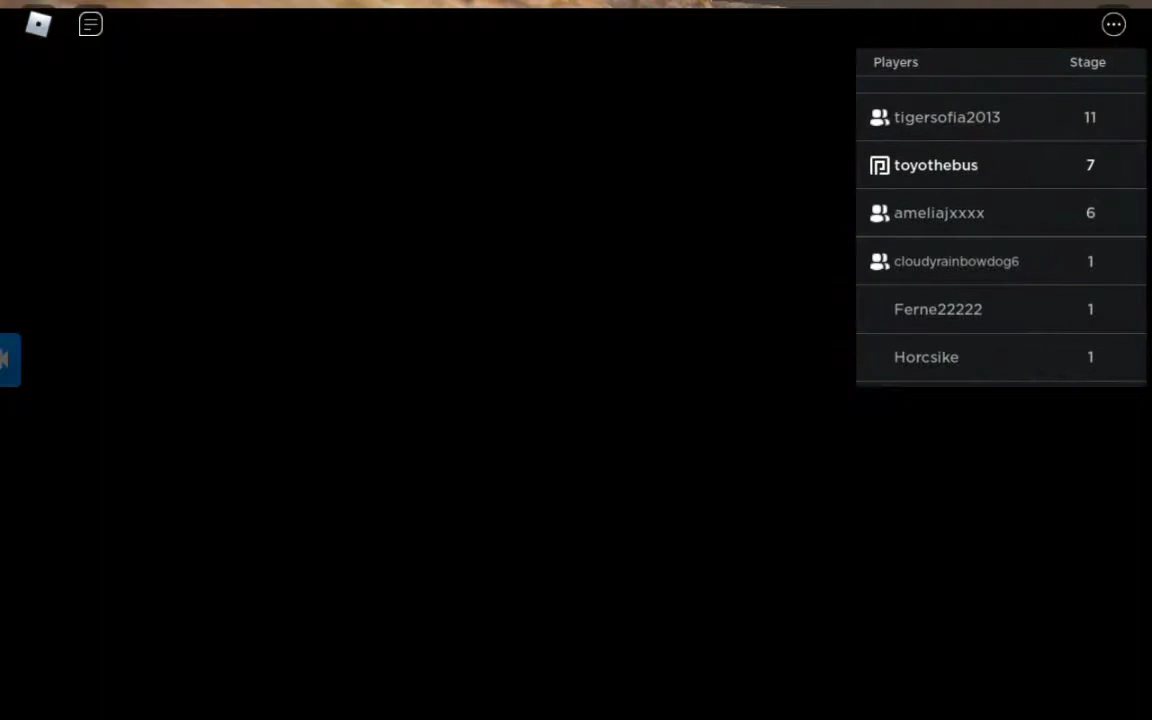 Players Stage
tigersofia2013 11
toyothebus 7
ameliajxxxx 6
cloudyrainbowdog6 1
Ferne22222 1
Horcsike 1